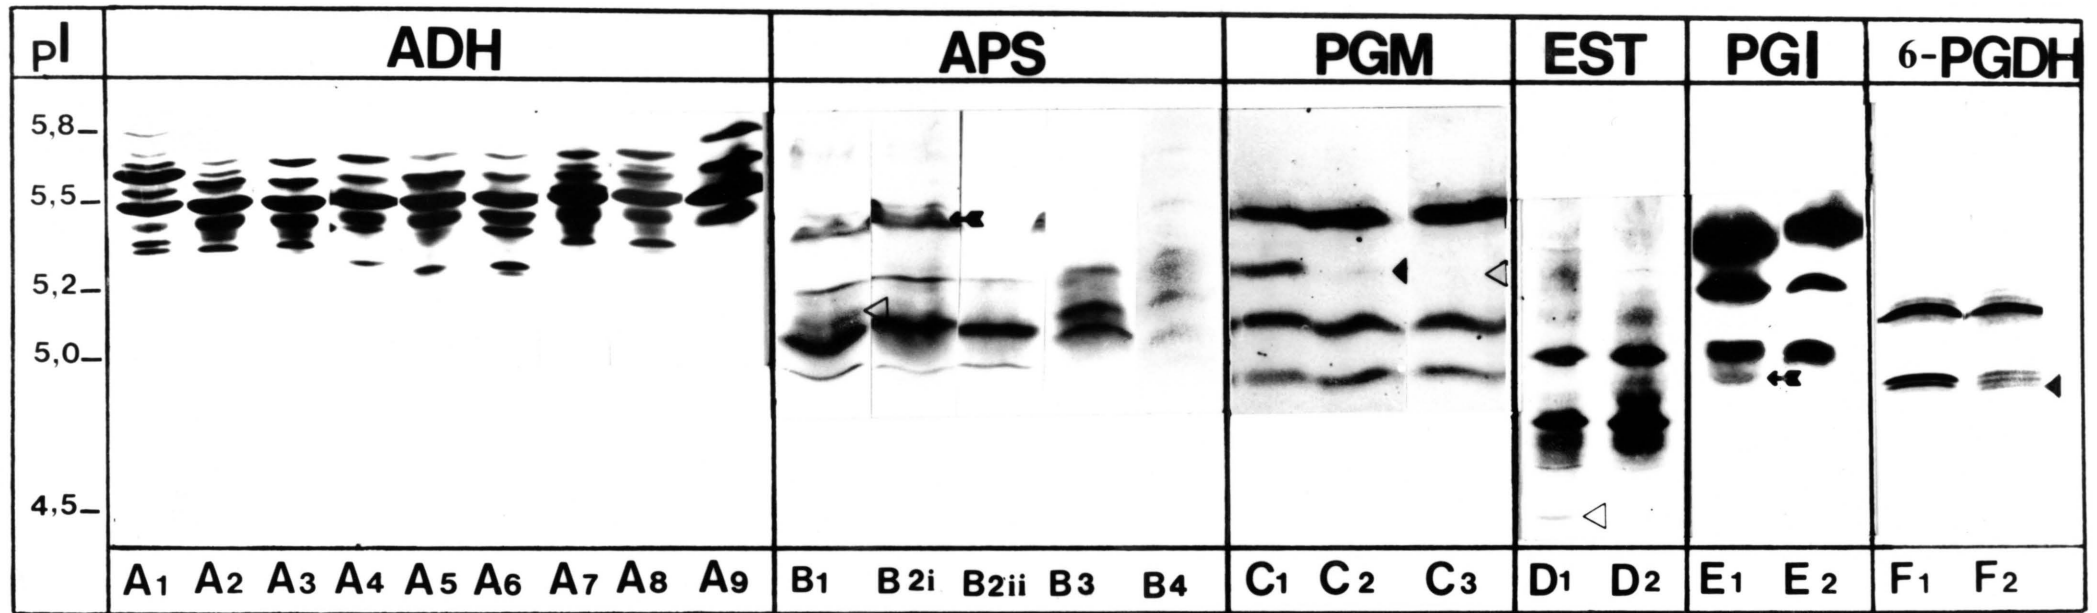 pI ADH APS PGM EST PGI 6-PGDH
5,8
5,5
5,2
5,0
4,5
A1 A2 A3 A4 A5 A6 A7 A8 A9 B1 B2i B2ii B3 B4 C1 C2 C3 D1 D2 E1 E2 F1 F2